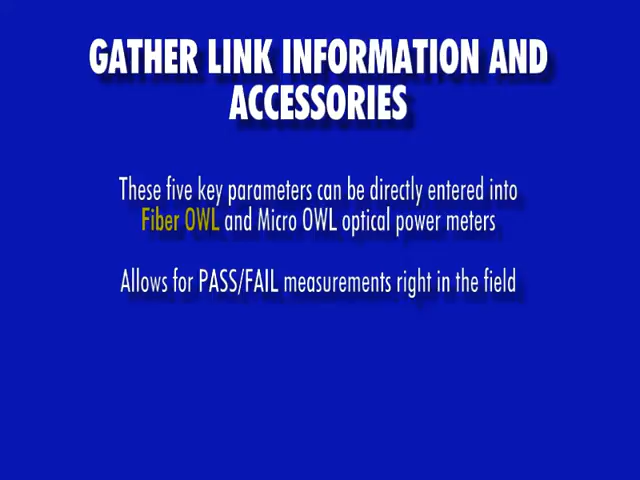 GATHER LINK INFORMATION AND
ACCESSORIES
These five key parameters can be directly entered into
Fiber OWL and Micro OWL optical power meters
Allows for PASS/FAIL measurements right in the field